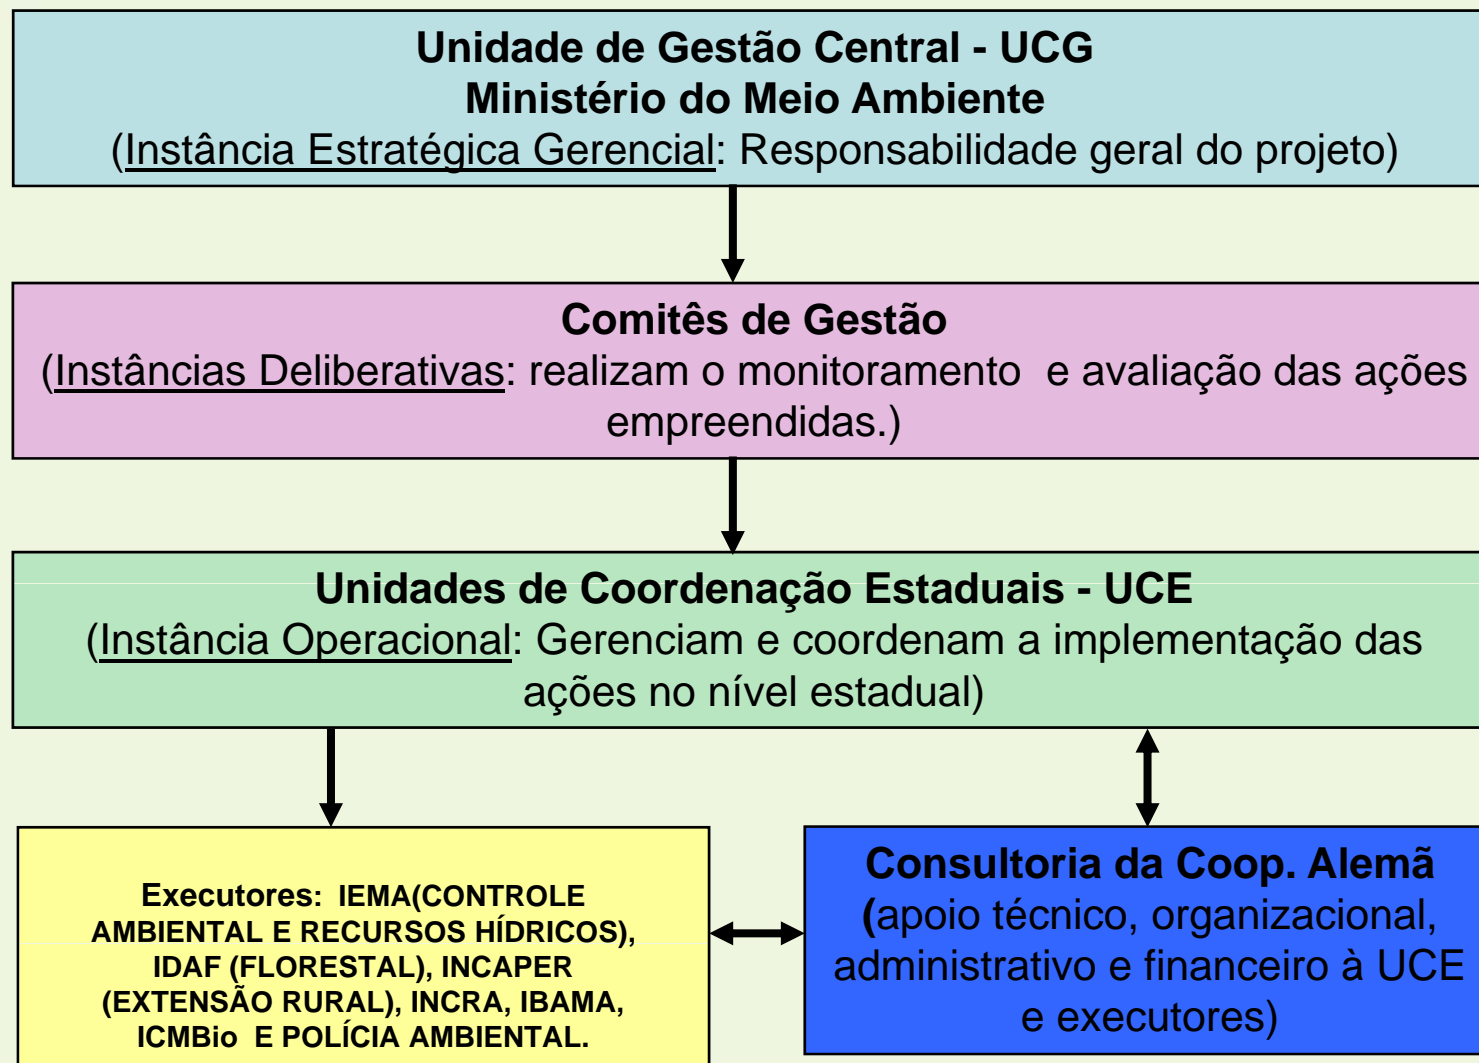 Unidade de Gestão Central - UCG
Ministério do Meio Ambiente
(Instância Estratégica Gerencial: Responsabilidade geral do projeto)
Comitês de Gestão
(Instâncias Deliberativas: realizam o monitoramento e avaliação das ações
empreendidas.)
Unidades de Coordenação Estaduais - UCE
(Instância Operacional: Gerenciam e coordenam a implementação das
ações no nível estadual)
Executores: IEMA(CONTROLE
AMBIENTAL E RECURSOS HÍDRICOS),
IDAF (FLORESTAL), INCAPER
(EXTENSÃO RURAL), INCRA, IBAMA,
ICMBio E POLÍCIA AMBIENTAL.
Consultoria da Coop. Alemã
(apoio técnico, organizacional,
administrativo e financeiro à UCE
e executores)